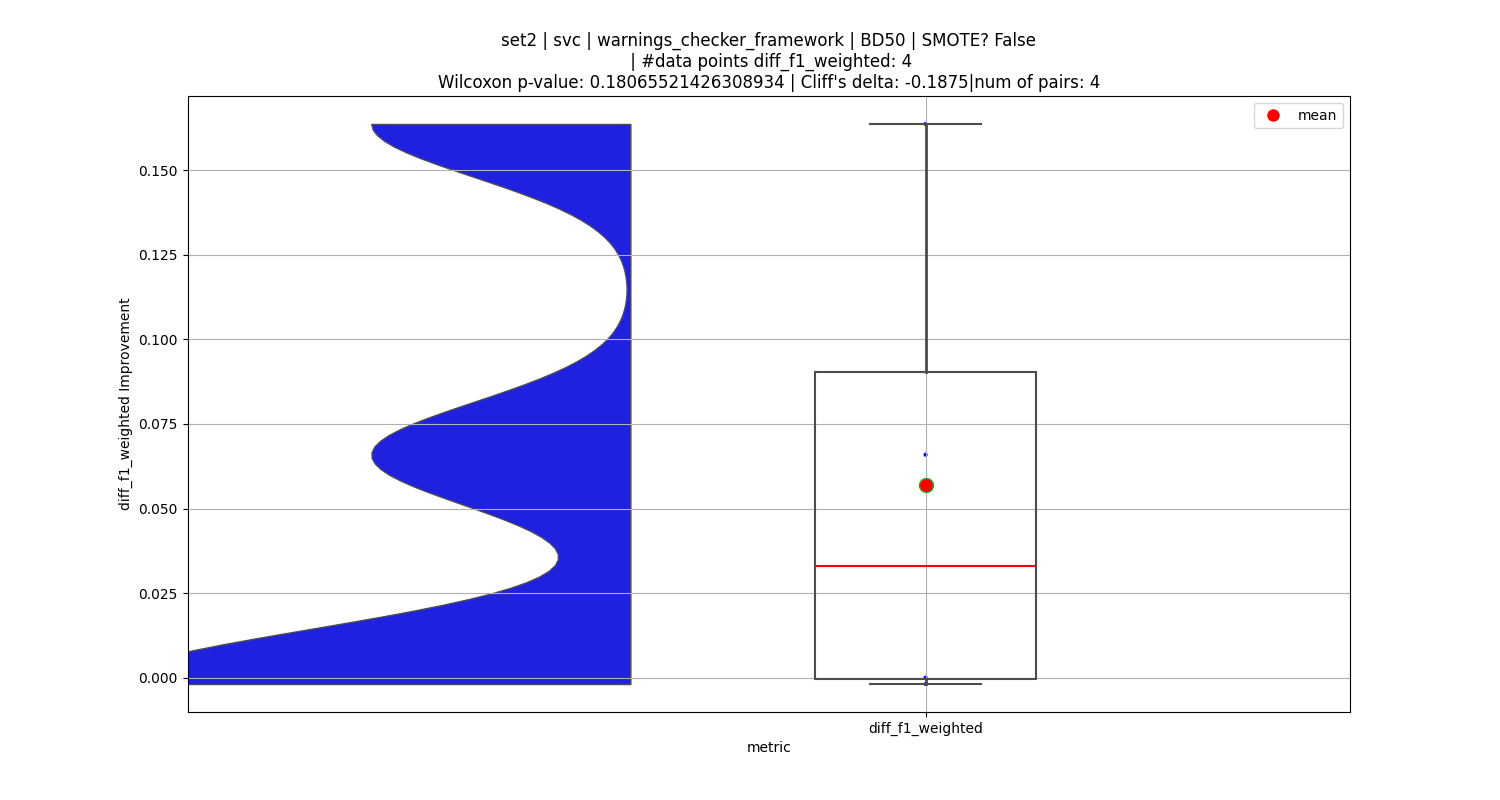 set2 | svc | warnings_checker_framework | BD50 | SMOTE? False
| #data points diff_f1_weighted: 4
Wilcoxon p-value: 0.18065521426308934 | Cliff's delta: -0.1875|num of pairs: 4
mean
0.150
0.125
0.100
0.075
0.050
0.025
0.000
diff_f1_weighted Improvement
diff_f1_weighted
metric